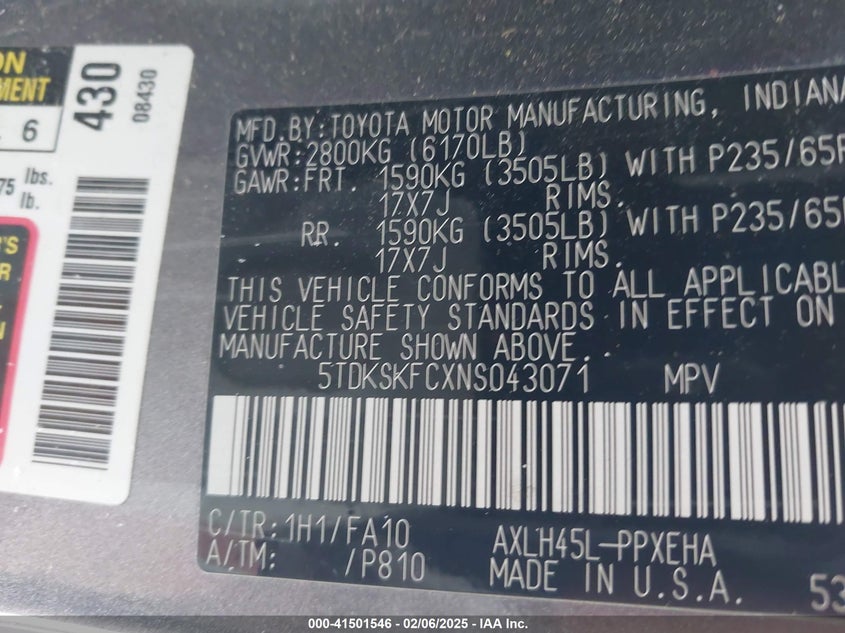 ON
MENT
6
430
08430
75 lbs.
lb.
'S
R
N
MFD.BY:TOYOTA MOTOR MANUFACTURING, INDIANA
GVWR:2800KG (6170LB)
GAWR:FRT. 1590KG (3505LB) WITH P235/65R
17X7J RIMS.
RR. 1590KG (3505LB) WITH P235/65R
17X7J RIMS.
THIS VEHICLE CONFORMS TO ALL APPLICABL
VEHICLE SAFETY STANDARDS IN EFFECT ON
MANUFACTURE SHOWN ABOVE..
5TDKSKFCXNS043071 MPV
C/TR:1H1/FA10 AXLH45L-PPXEHA
A/TM: /P810 MADE IN U.S.A. 53
000-41501546 - 02/06/2025 - IAA Inc.